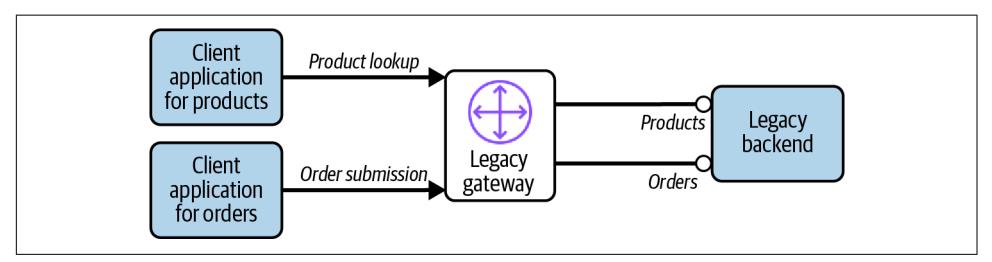 Client
application
for products
Product lookup
Client
application
for orders
Order submission
Legacy
gateway
Products
Orders
Legacy
backend